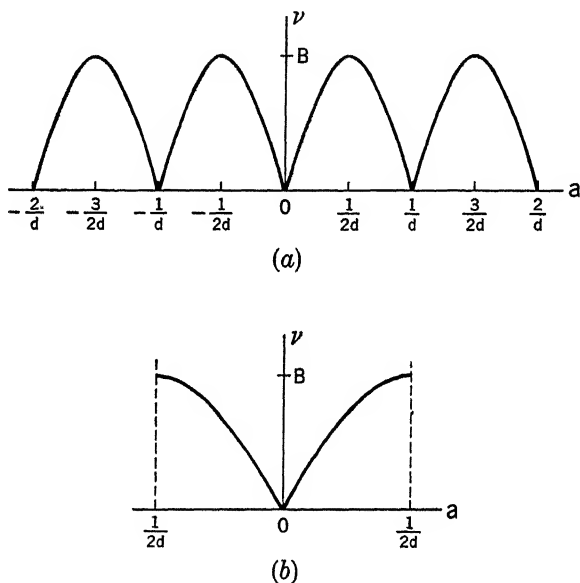 ν
B
-2/d -3/2d -1/d -1/2d 0 1/2d 1/d 3/2d 2/d a
(a)
ν
B
1/2d 0 1/2d a
(b)